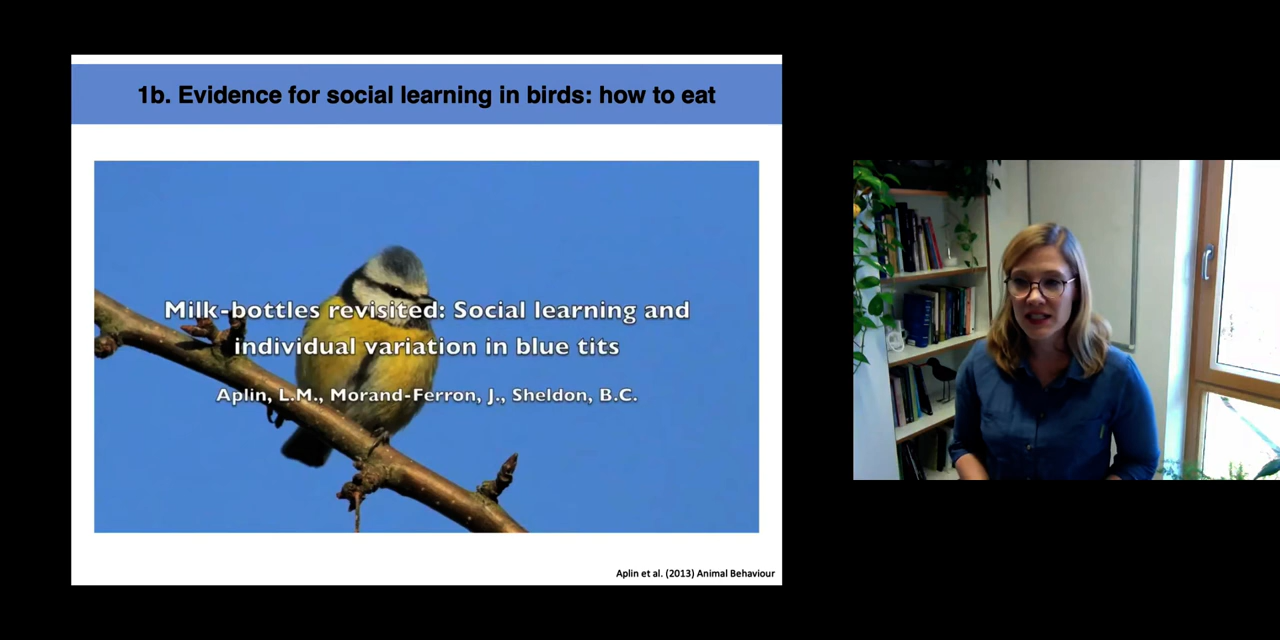 1b. Evidence for social learning in birds: how to eat
Milk-bottles revisited: Social learning and
individual variation in blue tits
Aplin, L.M., Morand-Ferron, J., Sheldon, B.C.
Aplin et al. (2013) Animal Behaviour